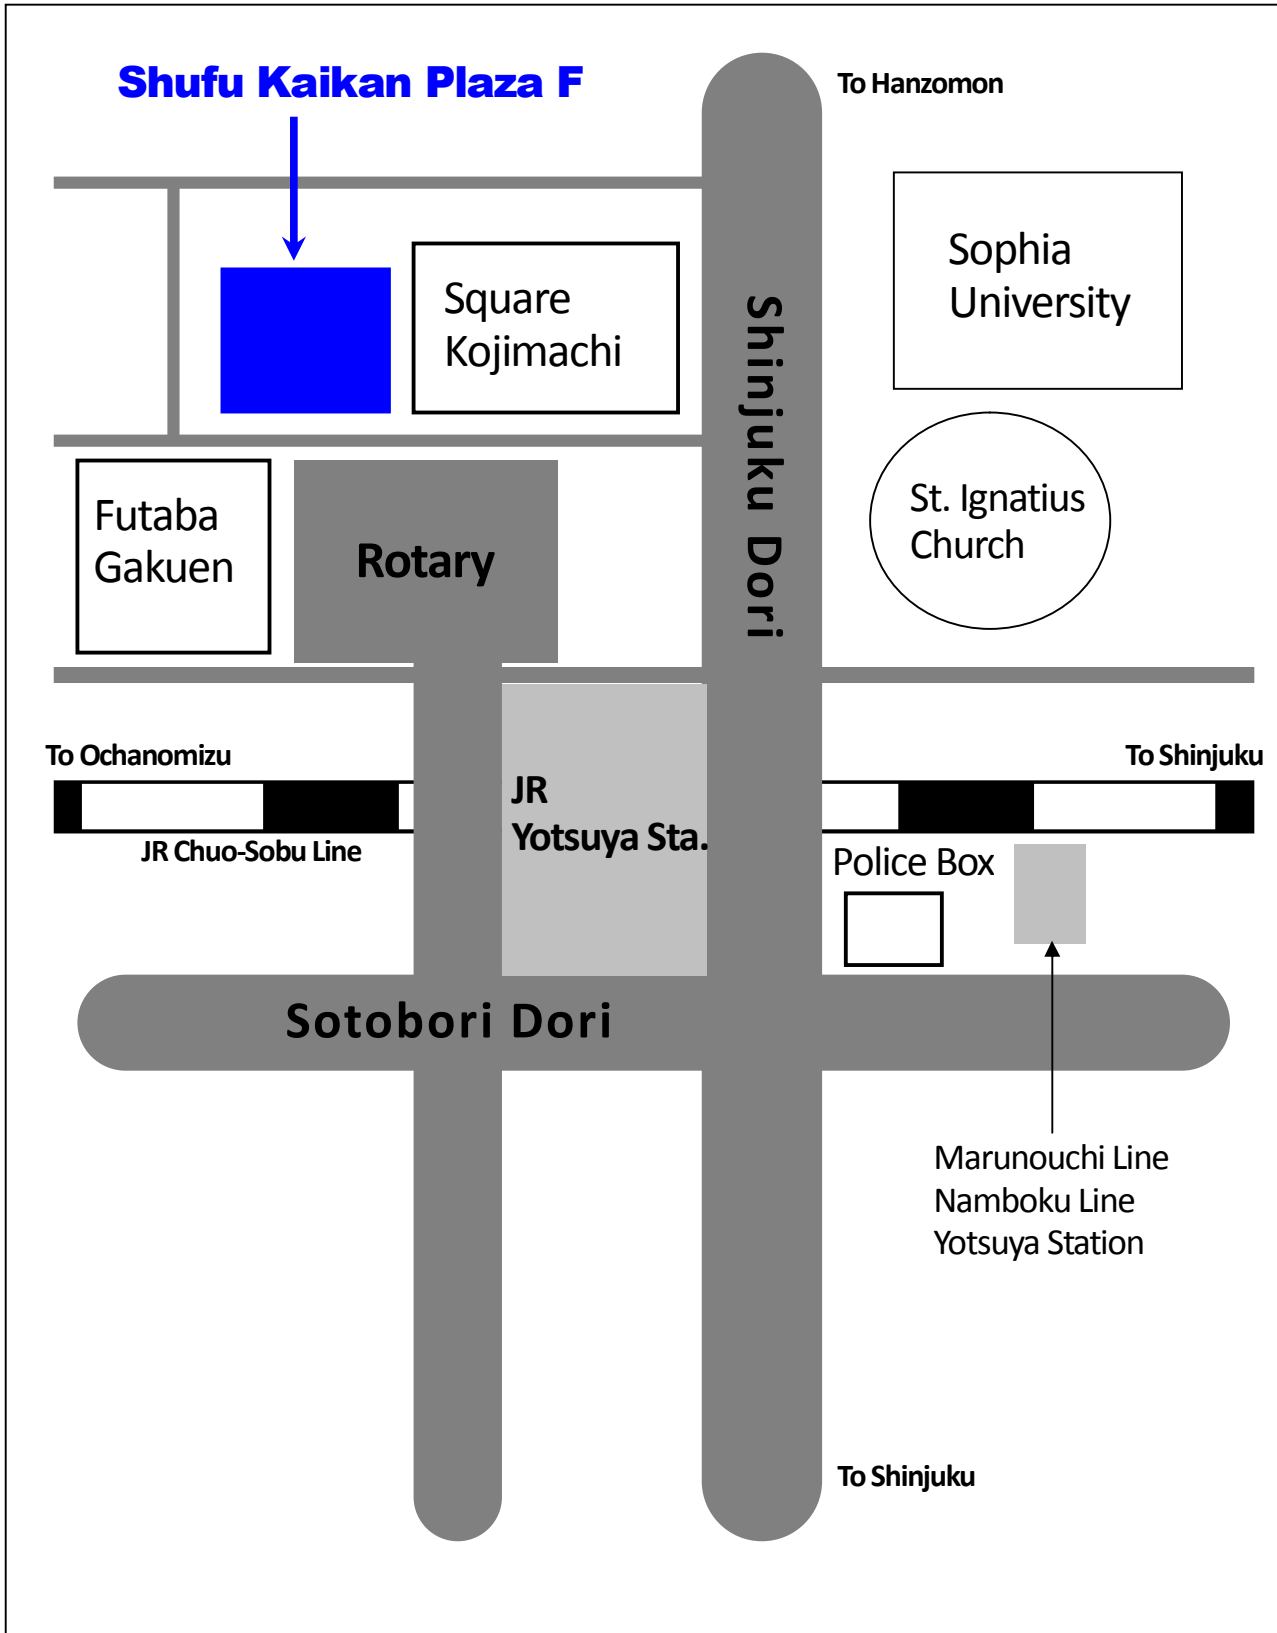 Shufu Kaikan Plaza F
To Hanzomon
Sophia
University
Square
Kojimachi
Shinjuku Dori
St. Ignatius
Church
Futaba
Gakuen
Rotary
To Ochanomizu
To Shinjuku
JR
Yotsuya Sta.
JR Chuo-Sobu Line
Police Box
Sotobori Dori
Marunouchi Line
Namboku Line
Yotsuya Station
To Shinjuku